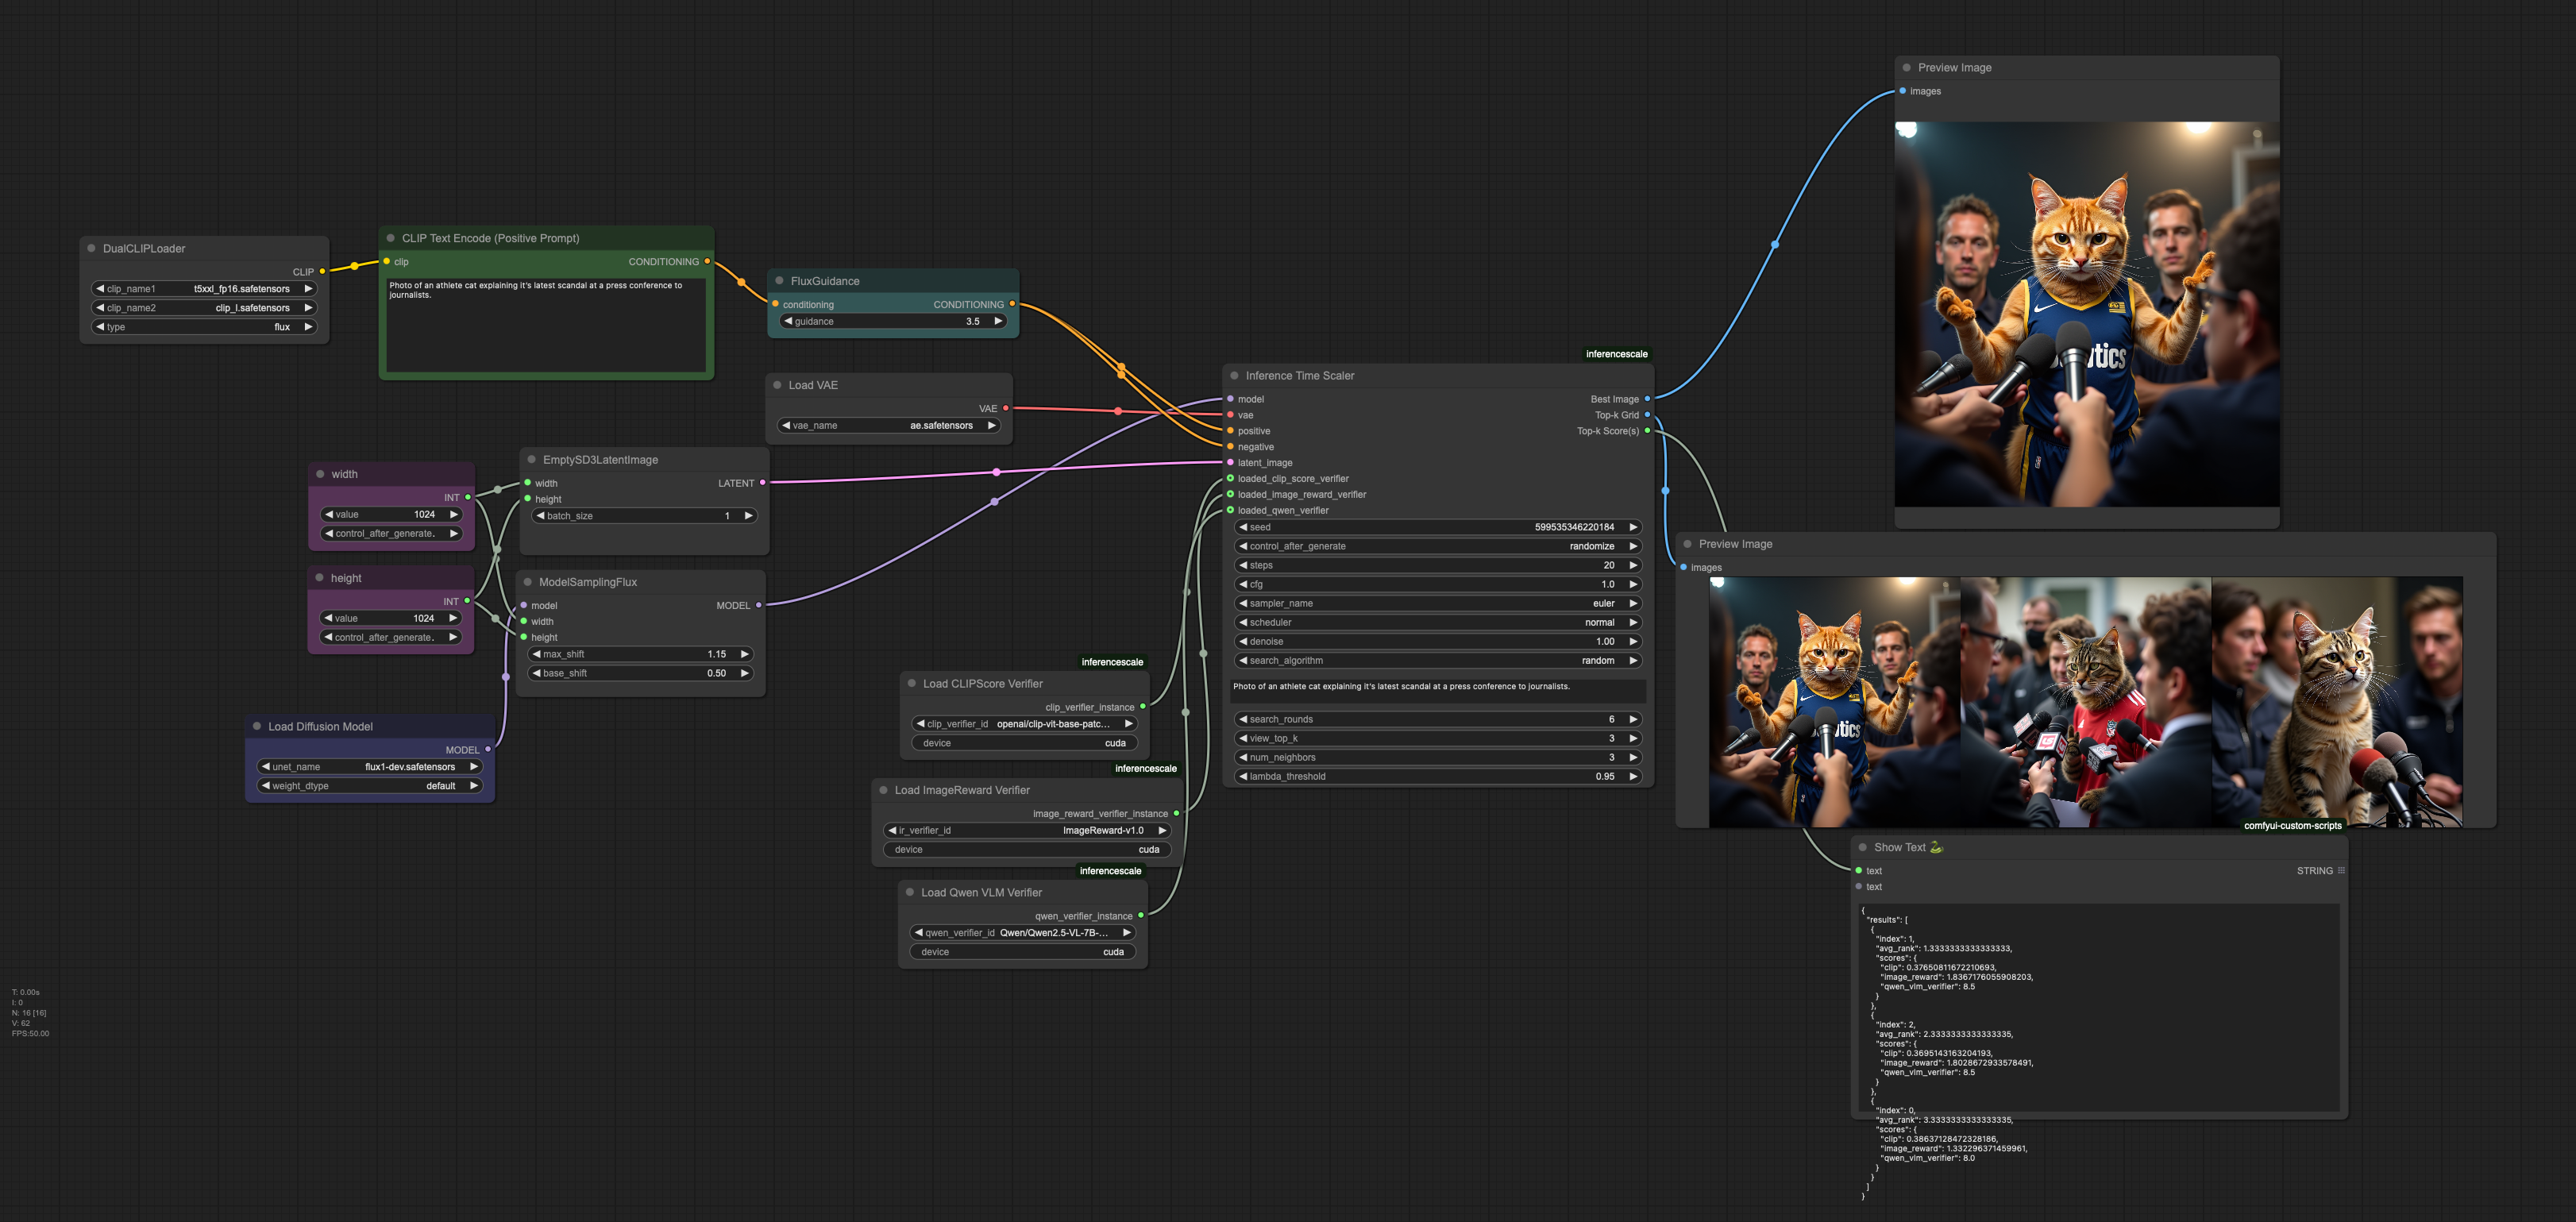 DualCLIPLoader
CLIP
clip_name1 t5xxl_fp16.safetensors
clip_name2 clip_l.safetensors
type flux
CLIP Text Encode (Positive Prompt)
clip CONDITIONING
Photo of an athlete cat explaining it's latest scandal at a press conference to
journalists.
FluxGuidance
conditioning CONDITIONING
guidance 3.5
Load VAE
VAE
vae_name ae.safetensors
width
INT
value 1024
control_after_generate.
height
INT
value 1024
control_after_generate.
EmptySD3LatentImage
width LATENT
height
batch_size 1
ModelSamplingFlux
model MODEL
width
height
max_shift 1.15
base_shift 0.50
Load Diffusion Model
MODEL
unet_name flux1-dev.safetensors
weight_dtype default
inferencescale
Load CLIPScore Verifier
clip_verifier_instance
clip_verifier_id openai/clip-vit-base-patc...
device cuda
inferencescale
Load ImageReward Verifier
image_reward_verifier_instance
ir_verifier_id ImageReward-v1.0
device cuda
inferencescale
Load Qwen VLM Verifier
qwen_verifier_instance
qwen_verifier_id Qwen/Qwen2.5-VL-7B-...
device cuda
inferencescale
Inference Time Scaler
model Best Image
vae Top-k Grid
positive Top-k Score(s)
negative
latent_image
loaded_clip_score_verifier
loaded_image_reward_verifier
loaded_qwen_verifier
seed 599535346220184
control_after_generate randomize
steps 20
cfg 1.0
sampler_name euler
scheduler normal
denoise 1.00
search_algorithm random
Photo of an athlete cat explaining it's latest scandal at a press conference to journalists.
search_rounds 6
view_top_k 3
num_neighbors 3
lambda_threshold 0.95
Preview Image
images
Preview Image
images
comfyui-custom-scripts
Show Text 🐍
text STRING
text
{
"results": [
{
"index": 1,
"avg_rank": 1.3333333333333333,
"scores": {
"clip": 0.37650811672210693,
"image_reward": 1.8367176055908203,
"qwen_vlm_verifier": 8.5
}
},
{
"index": 2,
"avg_rank": 2.3333333333333335,
"scores": {
"clip": 0.3695143163204193,
"image_reward": 1.8028672933578491,
"qwen_vlm_verifier": 8.5
}
},
{
"index": 0,
"avg_rank": 3.3333333333333335,
"scores": {
"clip": 0.38637128472328186,
"image_reward": 1.332296371459961,
"qwen_vlm_verifier": 8.0
}
}
]
}
T: 0.00s
I: 0
N: 16 [16]
V: 62
FPS:50.00